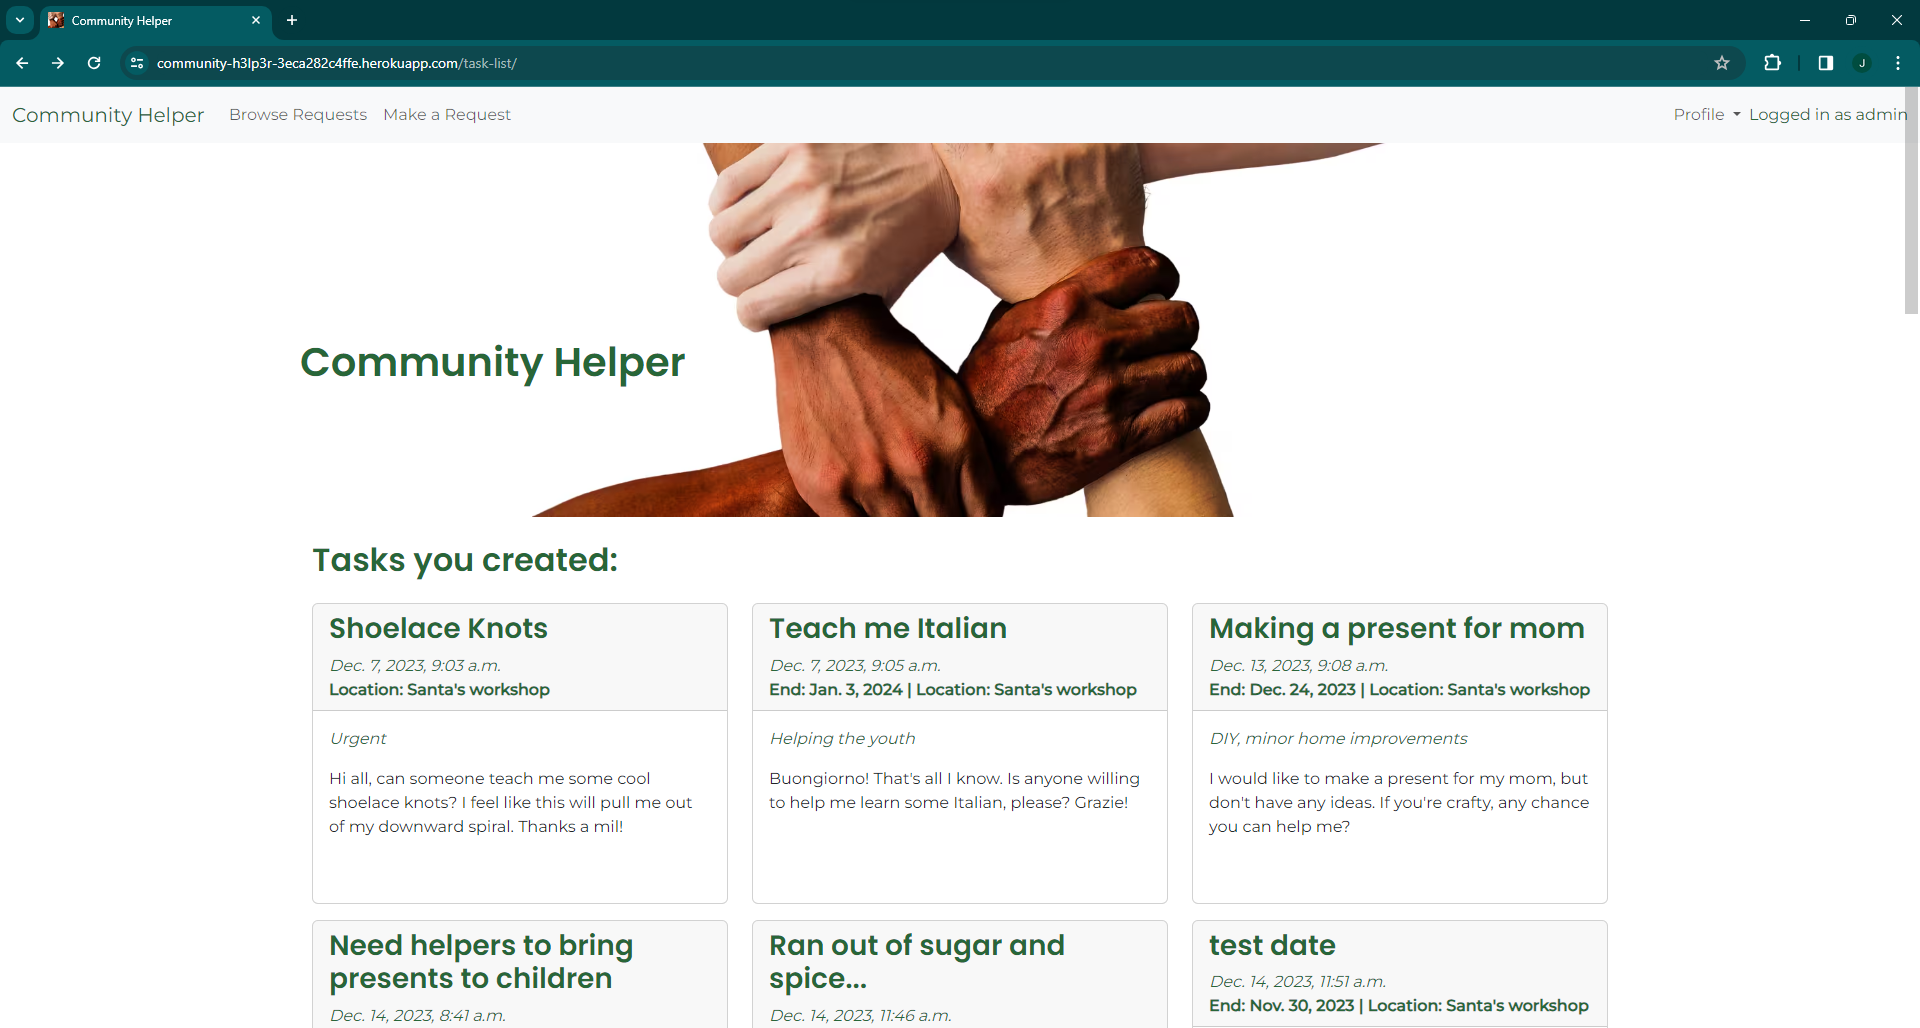 Community Helper
community-h3lp3r-3eca282c4ffe.herokuapp.com/task-list/
J
Community Helper Browse Requests Make a Request Profile Logged in as admin
Community Helper
Tasks you created:
Shoelace Knots
Dec. 7, 2023, 9:03 a.m.
Location: Santa's workshop
Urgent
Hi all, can someone teach me some cool
shoelace knots? I feel like this will pull me out
of my downward spiral. Thanks a mil!
Teach me Italian
Dec. 7, 2023, 9:05 a.m.
End: Jan. 3, 2024 | Location: Santa's workshop
Helping the youth
Buongiorno! That's all I know. Is anyone willing
to help me learn some Italian, please? Grazie!
Making a present for mom
Dec. 13, 2023, 9:08 a.m.
End: Dec. 24, 2023 | Location: Santa's workshop
DIY, minor home improvements
I would like to make a present for my mom, but
don't have any ideas. If you're crafty, any chance
you can help me?
Need helpers to bring
presents to children
Dec. 14, 2023, 8:41 a.m.
Ran out of sugar and
spice...
Dec. 14, 2023, 11:46 a.m.
test date
Dec. 14, 2023, 11:51 a.m.
End: Nov. 30, 2023 | Location: Santa's workshop